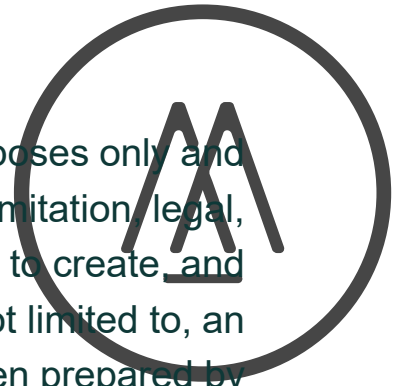 poses only and
mitation, legal,
to create, and
ot limited to, an
en prepared by